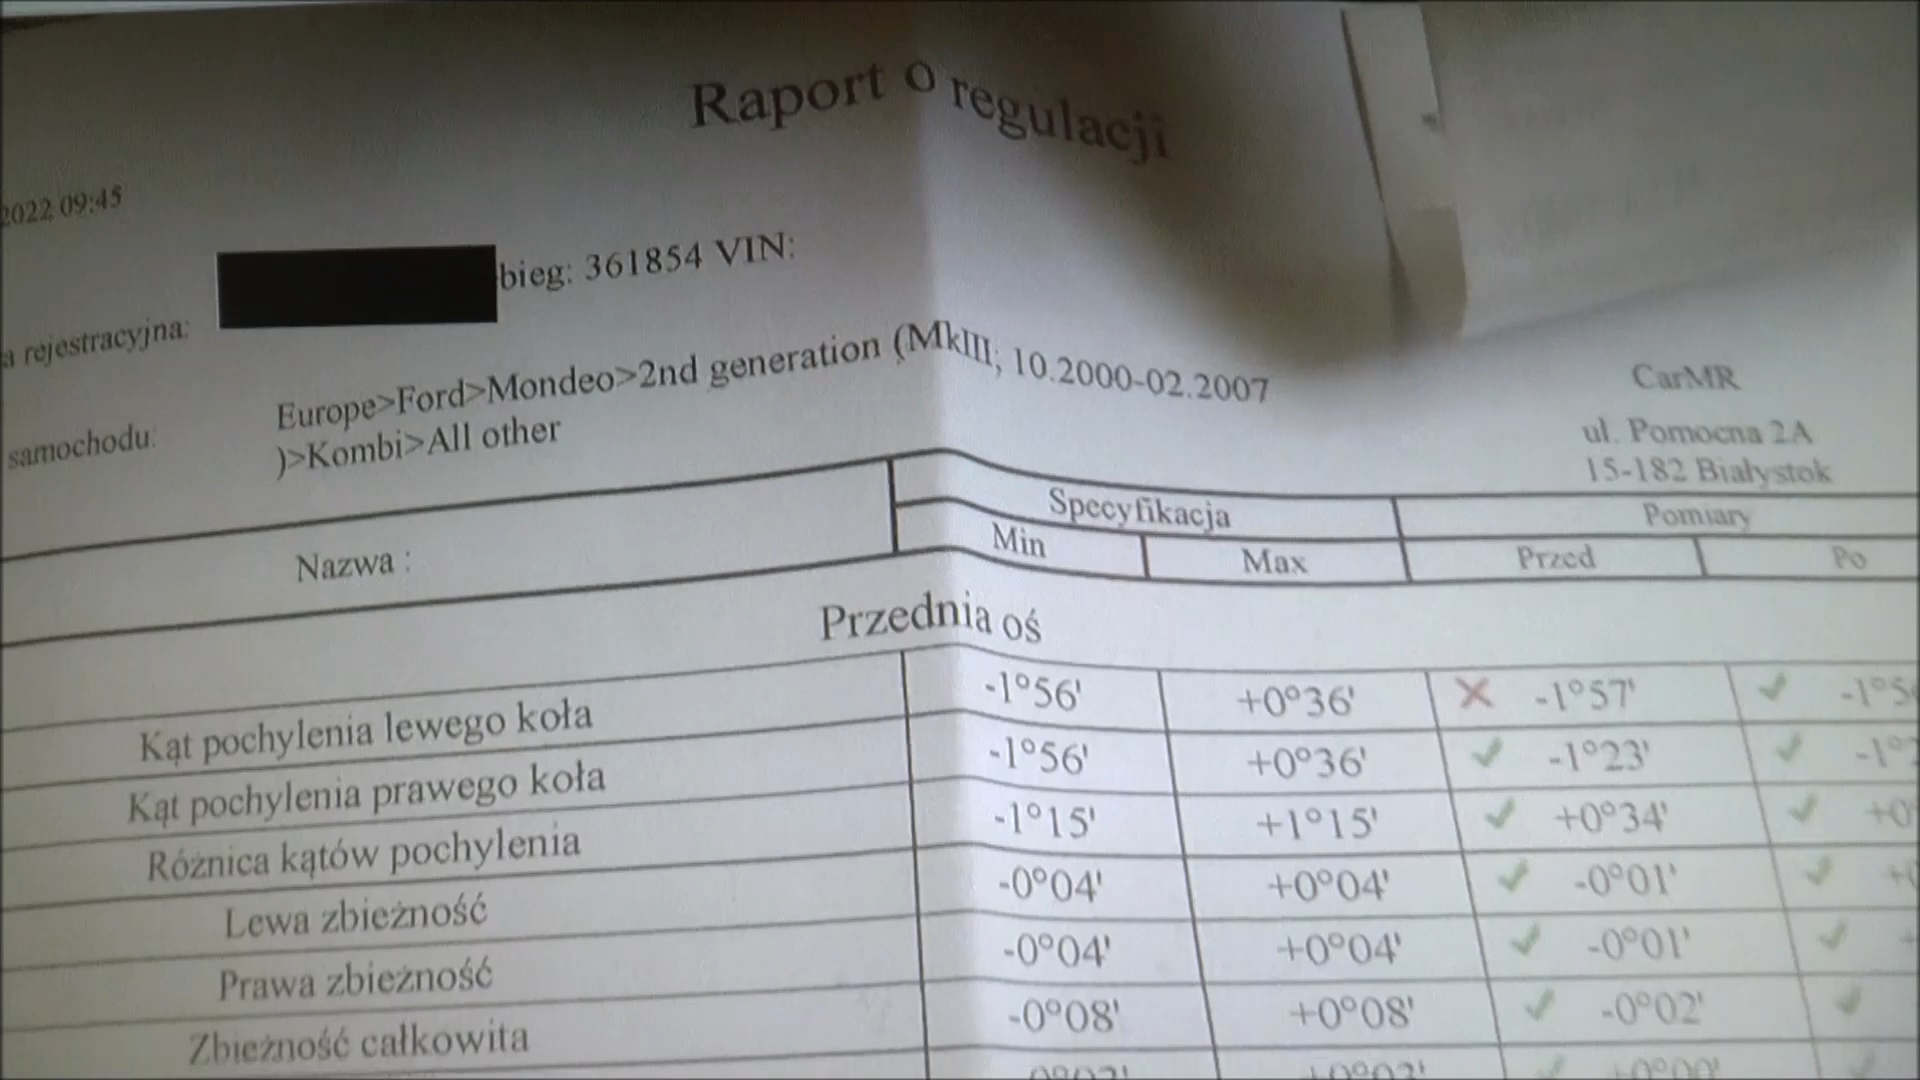 Raport o regulacji
2022 09:45
bieg: 361854 VIN:
a rejestracyjna:
Europe>Ford>Mondeo>2nd generation (MkIII; 10.2000-02.2007
)>Kombi>All other
samochodu:
CarMR
ul. Pomocna 2A
15-182 Białystok
Nazwa : Specyfikacja Pomiary
Min Max Przed Po
Przednia oś
Kąt pochylenia lewego koła -1°56' +0°36' -1°57'
Kąt pochylenia prawego koła -1°56' +0°36' -1°23'
Różnica kątów pochylenia -1°15' +1°15' +0°34'
Lewa zbieżność -0°04' +0°04' -0°01'
Prawa zbieżność -0°04' +0°04' -0°01'
Zbieżność całkowita -0°08' +0°08' -0°02'